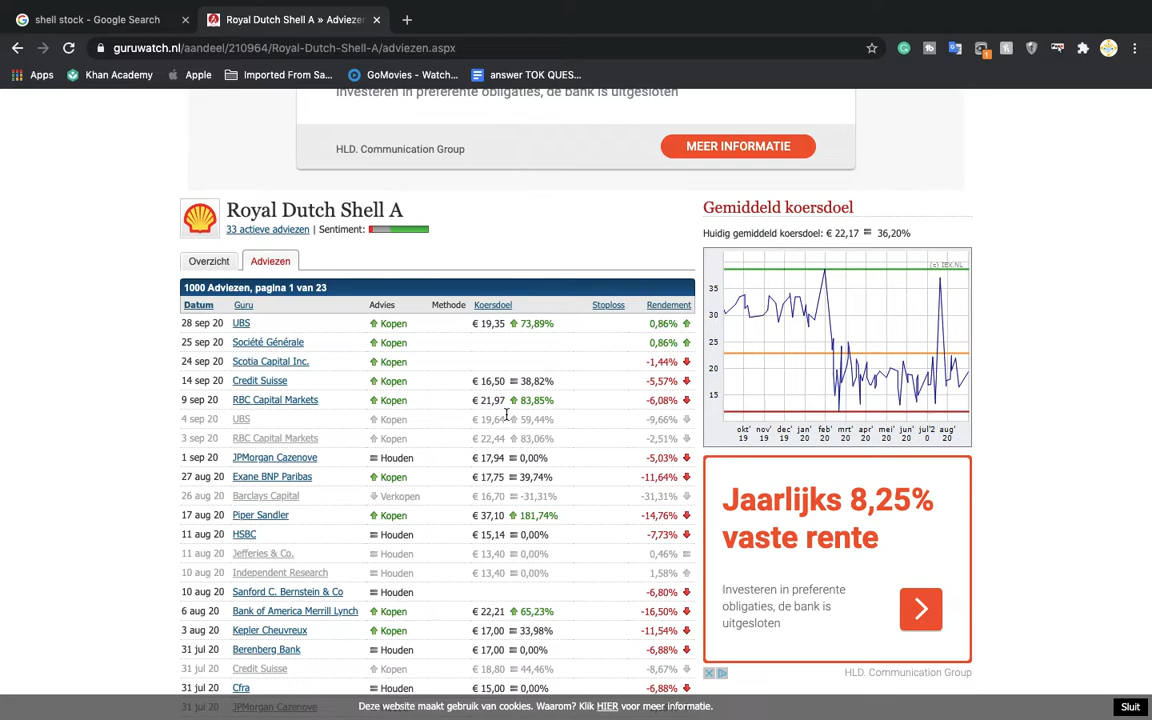 shell stock - Google Search
Royal Dutch Shell A » Adviezen
guruwatch.nl/aandeel/210964/Royal-Dutch-Shell-A/adviezen.aspx
Apps Khan Academy Apple Imported From Sa... GoMovies - Watch... answer TOK QUES...
investeren in preferente obligaties, de bank is uitgesloten
HLD. Communication Group
MEER INFORMATIE
Royal Dutch Shell A
33 actieve adviezen | Sentiment:
Overzicht Adviezen
1000 Adviezen, pagina 1 van 23
Datum Guru Advies Methode Koersdoel Stoploss Rendement
28 sep 20 UBS Kopen € 19,35 73,89% 0,86%
25 sep 20 Société Générale Kopen 0,86%
24 sep 20 Scotia Capital Inc. Kopen -1,44%
14 sep 20 Credit Suisse Kopen € 16,50 38,82% -5,57%
9 sep 20 RBC Capital Markets Kopen € 21,97 83,85% -6,08%
4 sep 20 UBS Kopen € 19,64 59,44% -9,66%
3 sep 20 RBC Capital Markets Kopen € 22,44 83,06% -2,51%
1 sep 20 JPMorgan Cazenove Houden € 17,94 0,00% -5,03%
27 aug 20 Exane BNP Paribas Kopen € 17,75 39,74% -11,64%
26 aug 20 Barclays Capital Verkopen € 16,70 -31,31% -31,31%
17 aug 20 Piper Sandler Kopen € 37,10 181,74% -14,76%
11 aug 20 HSBC Houden € 15,14 0,00% -7,73%
11 aug 20 Jefferies & Co. Houden € 13,40 0,00% 0,46%
10 aug 20 Independent Research Houden € 13,40 0,00% 1,58%
10 aug 20 Sanford C. Bernstein & Co Houden -6,80%
6 aug 20 Bank of America Merrill Lynch Kopen € 22,21 65,23% -16,50%
3 aug 20 Kepler Cheuvreux Kopen € 17,00 33,98% -11,54%
31 jul 20 Berenberg Bank Houden € 17,00 0,00% -6,88%
31 jul 20 Credit Suisse Kopen € 18,80 44,46% -8,67%
31 jul 20 Cfra Houden € 15,00 0,00% -6,88%
JPMorgan Cazenove
Gemiddeld koersdoel
Huidig gemiddeld koersdoel: € 22,17 36,20%
(c) IEX.NL
35
30
25
20
15
okt' nov' dec' jan' feb' mrt' apr' mei' jun' jul'2 aug'
19 19 19 20 20 20 20 20 20 0 20
Jaarlijks 8,25%
vaste rente
Investeren in preferente
obligaties, de bank is
uitgesloten
HLD. Communication Group
Deze website maakt gebruik van cookies. Waarom? Klik HIER voor meer informatie.
Sluit